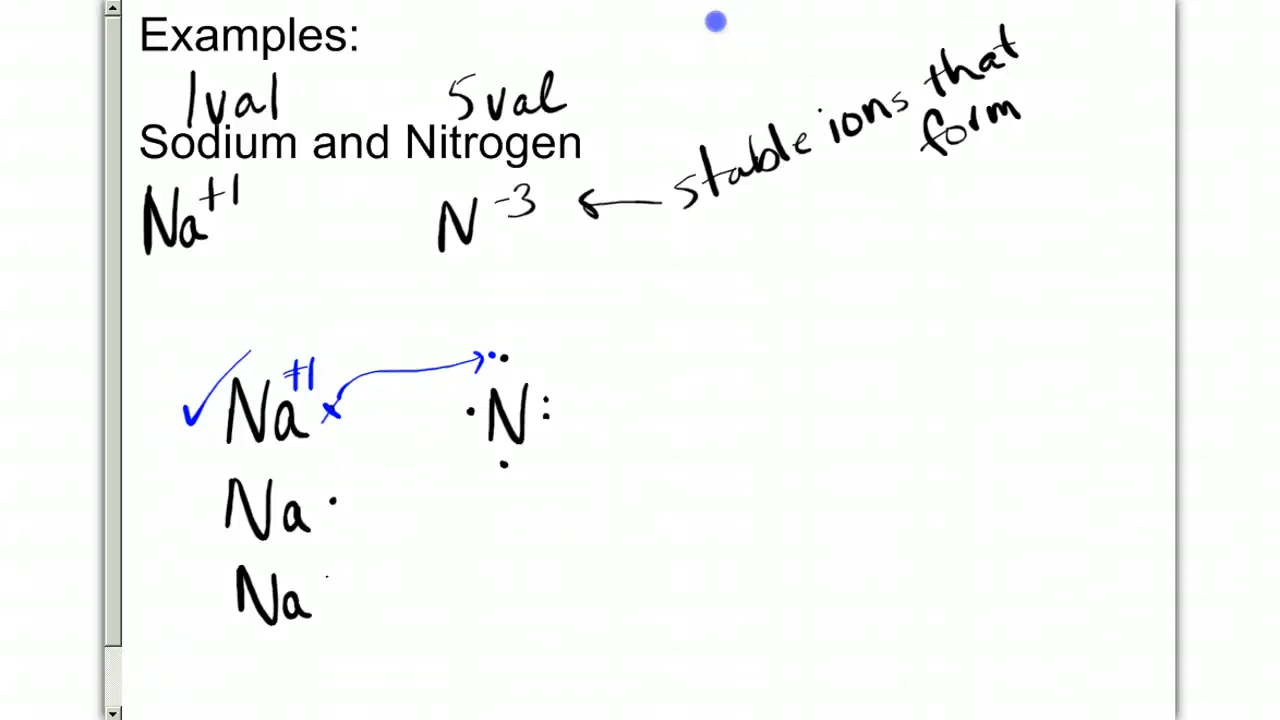 Examples:
1val 5val
Sodium and Nitrogen
Na+1 N-3 ← stable ions that form
Na+1 ·N:
Na·
Na